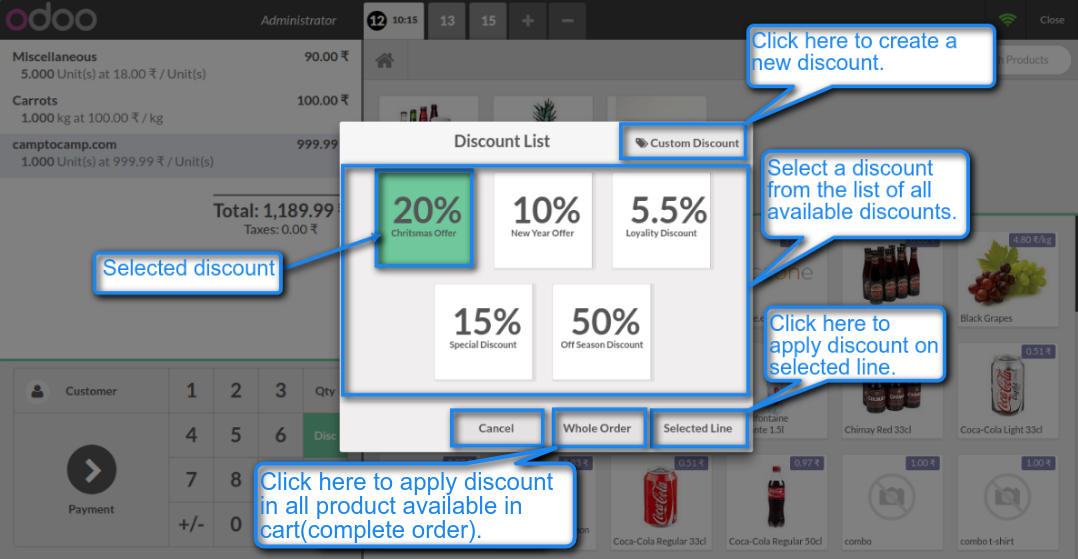 odoo
Administrator
12 10:15
13
15
Close
Miscellaneous 90.00 ₹
5.000 Unit(s) at 18.00 ₹ / Unit(s)
Carrots 100.00 ₹
1.000 kg at 100.00 ₹ / kg
camptocamp.com 999.99
1.000 Unit(s) at 999.99 ₹ / Unit(s)
Total: 1,189.99
Taxes: 0.00 ₹
Click here to create a
new discount.
Products
Discount List
Custom Discount
20%
Chritsmas Offer
10%
New Year Offer
5.5%
Loyality Discount
15%
Special Discount
50%
Off Season Discount
Selected discount
Select a discount
from the list of all
available discounts.
Click here to
apply discount on
selected line.
Cancel
Whole Order
Selected Line
Click here to apply discount
in all product available in
cart(complete order).
Customer
Payment
1 2 3 Qty
4 5 6 Disc
7 8
+/- 0
4.80 ₹/kg
Black Grapes
0.51 ₹
fontaine
1.5l
Chimay Red 33cl
Coca-Cola Light 33cl
0.51 ₹
Coca-Cola Regular 33cl
0.97 ₹
Coca-Cola Regular 50cl
1.00 ₹
combo
1.00 ₹
combo t-shirt